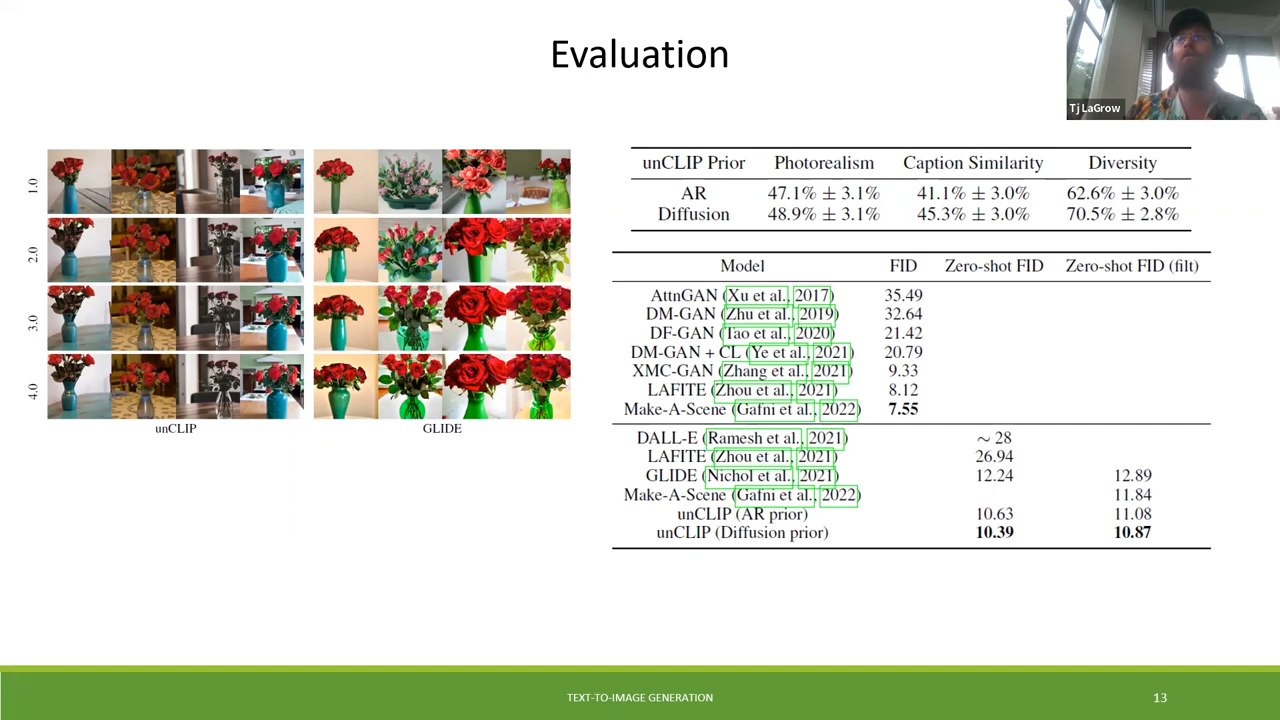 Evaluation
Tj LaGrow
1.0
2.0
3.0
4.0
unCLIP
GLIDE
unCLIP Prior Photorealism Caption Similarity Diversity
AR 47.1% ± 3.1% 41.1% ± 3.0% 62.6% ± 3.0%
Diffusion 48.9% ± 3.1% 45.3% ± 3.0% 70.5% ± 2.8%
Model FID Zero-shot FID Zero-shot FID (filt)
AttnGAN (Xu et al., 2017) 35.49
DM-GAN (Zhu et al., 2019) 32.64
DF-GAN (Tao et al., 2020) 21.42
DM-GAN + CL (Ye et al., 2021) 20.79
XMC-GAN (Zhang et al., 2021) 9.33
LAFITE (Zhou et al., 2021) 8.12
Make-A-Scene (Gafni et al., 2022) 7.55
DALL-E (Ramesh et al., 2021) ∼ 28
LAFITE (Zhou et al., 2021) 26.94
GLIDE (Nichol et al., 2021) 12.24 12.89
Make-A-Scene (Gafni et al., 2022) 11.84
unCLIP (AR prior) 10.63 11.08
unCLIP (Diffusion prior) 10.39 10.87
TEXT-TO-IMAGE GENERATION
13